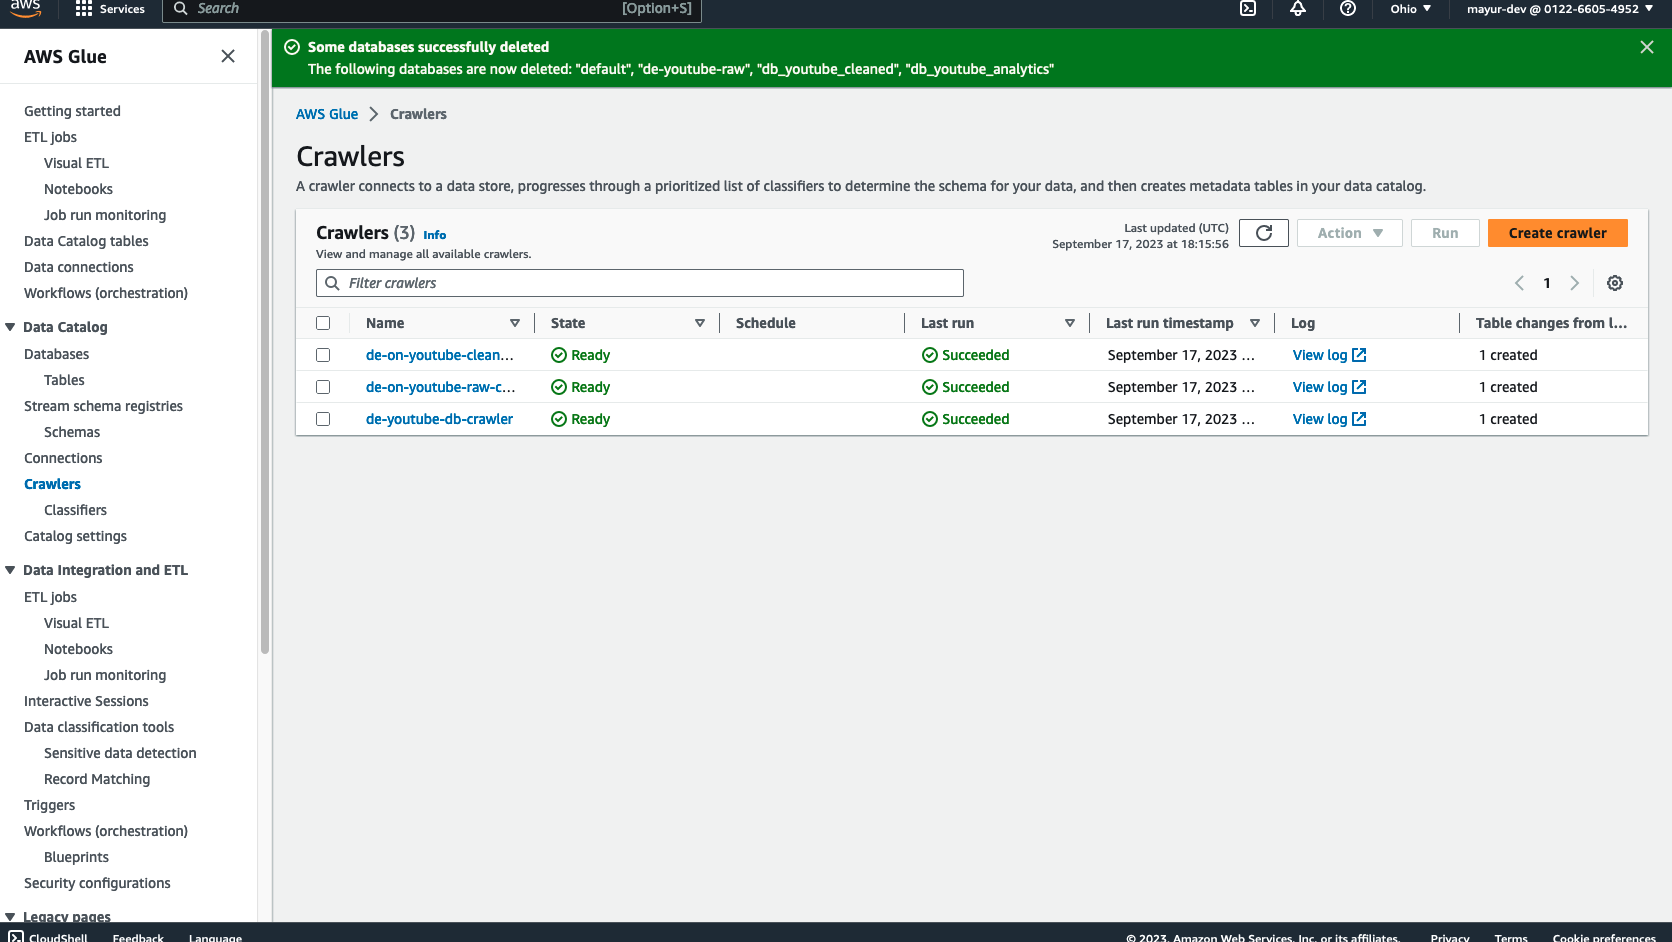 aws
Services
Search
[Option+S]
Ohio
mayur-dev @ 0122-6605-4952
AWS Glue
Getting started
ETL jobs
Visual ETL
Notebooks
Job run monitoring
Data Catalog tables
Data connections
Workflows (orchestration)
Data Catalog
Databases
Tables
Stream schema registries
Schemas
Connections
Crawlers
Classifiers
Catalog settings
Data Integration and ETL
ETL jobs
Visual ETL
Notebooks
Job run monitoring
Interactive Sessions
Data classification tools
Sensitive data detection
Record Matching
Triggers
Workflows (orchestration)
Blueprints
Security configurations
Legacy pages
Some databases successfully deleted
The following databases are now deleted: "default", "de-youtube-raw", "db_youtube_cleaned", "db_youtube_analytics"
AWS Glue > Crawlers
Crawlers
A crawler connects to a data store, progresses through a prioritized list of classifiers to determine the schema for your data, and then creates metadata tables in your data catalog.
Crawlers (3) Info
View and manage all available crawlers.
Last updated (UTC)
September 17, 2023 at 18:15:56
Action
Run
Create crawler
Filter crawlers
1
Name State Schedule Last run Last run timestamp Log Table changes from l...
de-on-youtube-clean... Ready Succeeded September 17, 2023 ... View log 1 created
de-on-youtube-raw-c... Ready Succeeded September 17, 2023 ... View log 1 created
de-youtube-db-crawler Ready Succeeded September 17, 2023 ... View log 1 created
CloudShell Feedback Language
© 2023, Amazon Web Services, Inc. or its affiliates. Privacy Terms Cookie preferences